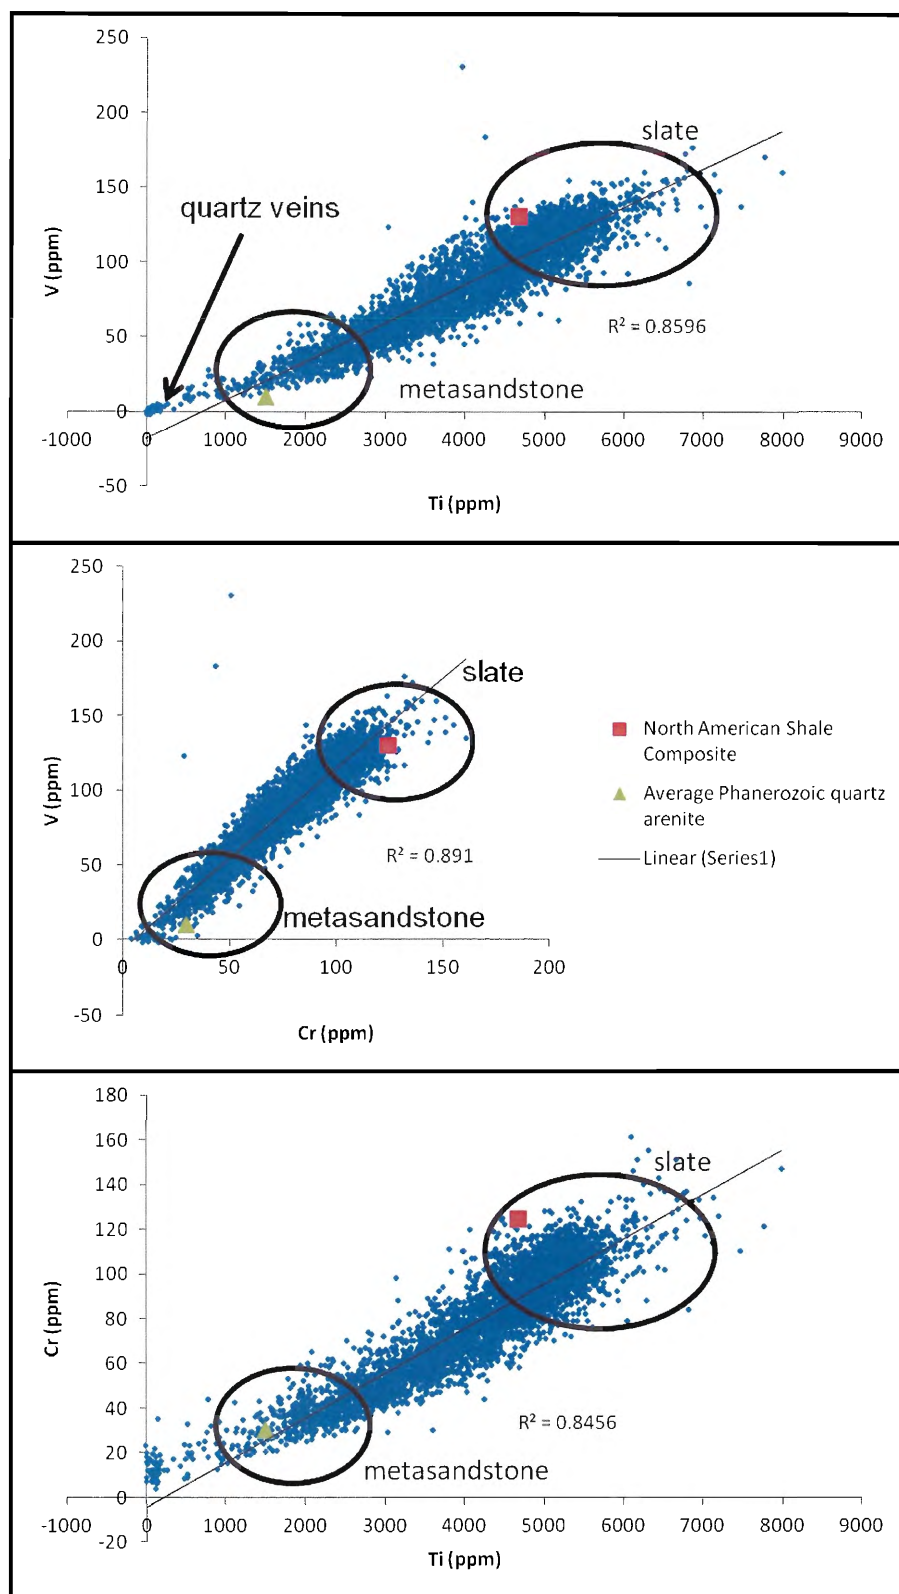 250
200
150
100
50
0
-50
V (ppm)
slate
quartz veins
R² = 0.8596
metasandstone
-1000 0 1000 2000 3000 4000 5000 6000 7000 8000 9000
Ti (ppm)
250
200
150
100
50
0
-50
V (ppm)
slate
R² = 0.891
metasandstone
0 50 100 150 200
Cr (ppm)
North American Shale
Composite
Average Phanerozoic quartz
arenite
Linear (Series1)
180
160
140
120
100
80
60
40
20
0
-20
Cr (ppm)
slate
R² = 0.8456
metasandstone
-1000 0 1000 2000 3000 4000 5000 6000 7000 8000 9000
Ti (ppm)